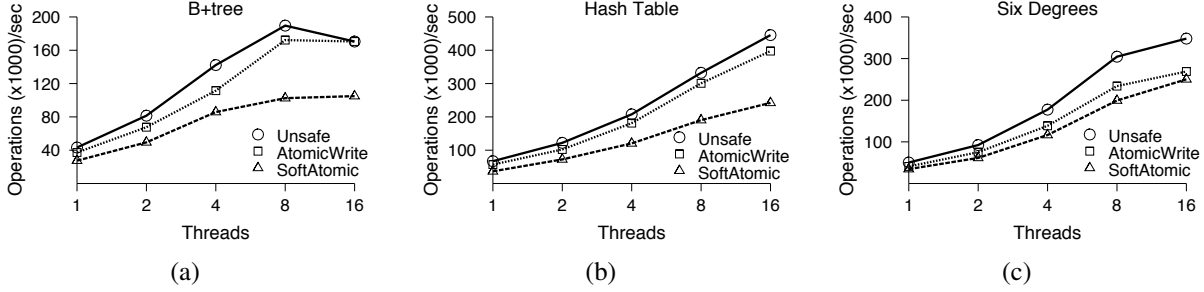 B+tree
Operations (x1000)/sec
200
160
120
80
40
Unsafe
AtomicWrite
SoftAtomic
1 2 4 8 16
Threads
(a)
Hash Table
Operations (x1000)/sec
500
400
300
200
100
Unsafe
AtomicWrite
SoftAtomic
1 2 4 8 16
Threads
(b)
Six Degrees
Operations (x1000)/sec
400
300
200
100
Unsafe
AtomicWrite
SoftAtomic
1 2 4 8 16
Threads
(c)